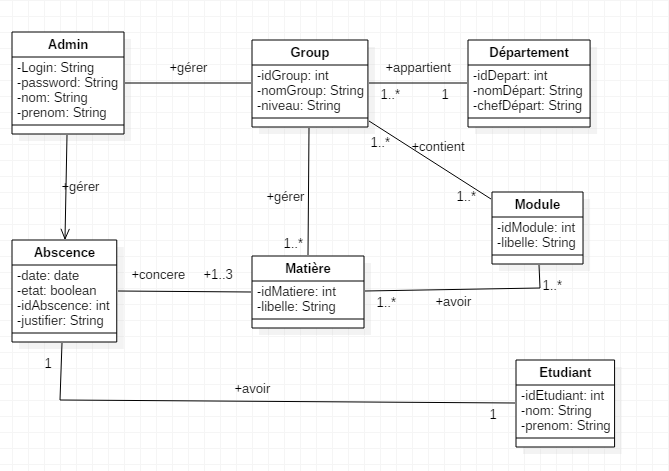 Admin
-Login: String
-password: String
-nom: String
-prenom: String
+gérer
Group
-idGroup: int
-nomGroup: String
-niveau: String
+appartient
1..*
1
Département
-idDepart: int
-nomDépart: String
-chefDépart: String
1..*
+contient
1..*
+gérer
+gérer
1..*
Module
-idModule: int
-libelle: String
Abscence
-date: date
-etat: boolean
-idAbscence: int
-justifier: String
+concere
+1..3
Matière
-idMatiere: int
-libelle: String
1..*
+avoir
1..*
1
+avoir
1
Etudiant
-idEtudiant: int
-nom: String
-prenom: String